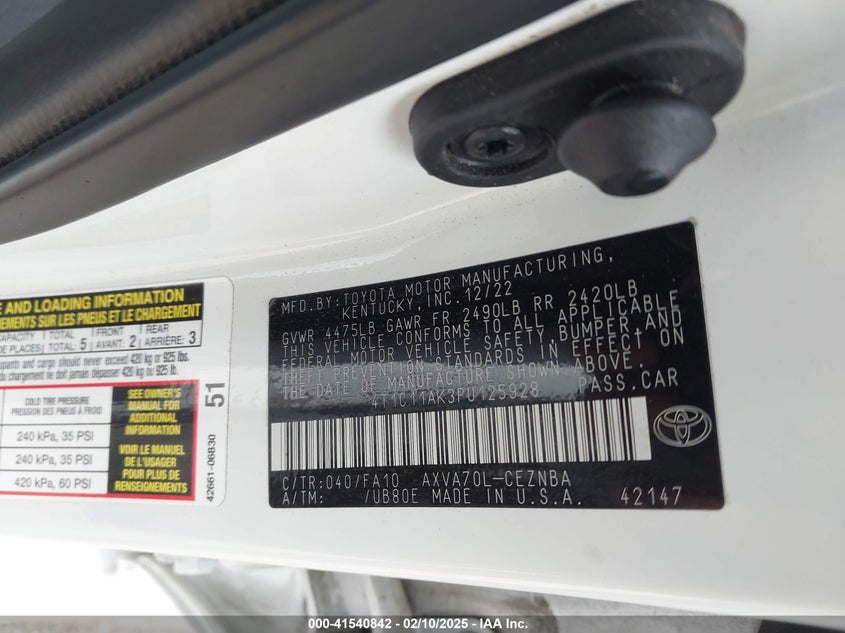 MFD.BY:TOYOTA MOTOR MANUFACTURING,
KENTUCKY, INC. 12/22
GVWR 4475LB GAWR FR 2490LB RR 2420LB
THIS VEHICLE CONFORMS TO ALL APPLICABLE
FEDERAL MOTOR VEHICLE SAFETY, BUMPER, AND
THEFT PREVENTION STANDARDS IN EFFECT ON
THE DATE OF MANUFACTURE SHOWN ABOVE.
4T1C11AK3PU125928 PASS.CAR
C/TR:040/FA10 AXVA70L-CEZNBA
A/TM: /UB80E MADE IN U.S.A. 42147
E AND LOADING INFORMATION
NEMENTS SUR LES PNEUS ET LE CHARGEMENT
CAPACITY TOTAL 5 FRONT 2 REAR 3
DE PLACES TOTAL: AVANT: ARRIÈRE:
upants and cargo should never exceed 420 kg or 925 lbs.
t ne doit jamais dépasser 420 kg ou 925 lb.
COLD TIRE PRESSURE
PRESSION DES PNEUS À FROID
240 kPa, 35 PSI
240 kPa, 35 PSI
420 kPa, 60 PSI
SEE OWNER'S
MANUAL FOR
ADDITIONAL
INFORMATION
VOIR LE MANUEL
DE L'USAGER
POUR PLUS DE
RENSEIGNEMENTS
51
42661-06B30
000-41540842 - 02/10/2025 - IAA Inc.